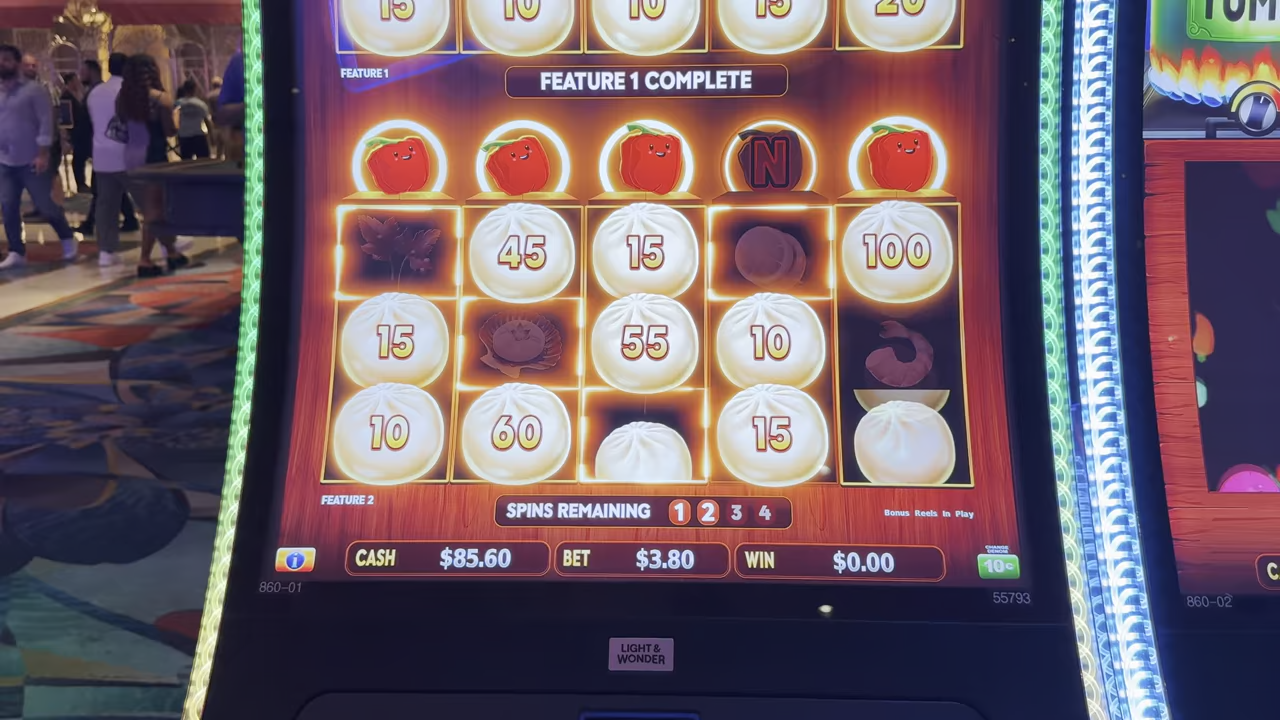 15 10 10 15 20
FEATURE 1
FEATURE 1 COMPLETE
N
45 15 100
15 55 10
10 60 15
FEATURE 2
SPINS REMAINING 1 2 3 4
Bonus Reels In Play
CASH $85.60 BET $3.80 WIN $0.00
CHANGE DENOM
10¢
860-01
55793
LIGHT & WONDER
860-02